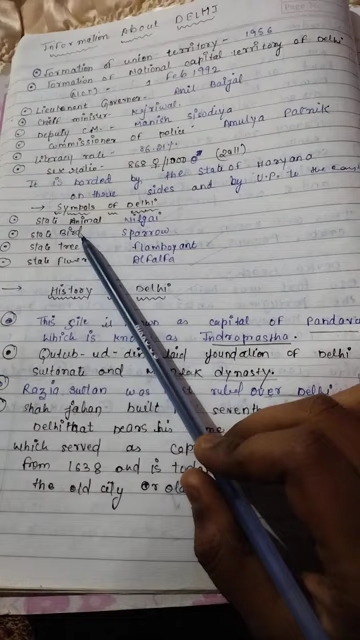 Information About DELHI
Formation of union territory - 1956
Formation of National capital territory of Delhi
1 Feb 1992
Lieutenant Governor - Anil Baijal
Chief minister - Kejriwal
Deputy C.M. - Manish Sisodiya
Commissioner of Police - Amulya Patnik
Literacy rate - 86.21%
Sex Ratio - 868 ♀/1000 ♂ (2011)
It is borded by the state of Haryana
on three sides and by U.P. to the east
→ Symbols of Delhi
State Animal Nilgai
State Bird Sparrow
State Tree Flamboyant
State Flower Alfalfa
→ History of Delhi
This site is known as capital of Pandava
which is known as Indroprastha.
Qutub-ud-din laid foundation of Delhi
sultonate and dynasty.
Razia Sultan was ruled over Delhi
Shah Jahan built seventh
Delhi that bears his
which served as
from 1638 and is
the old city or